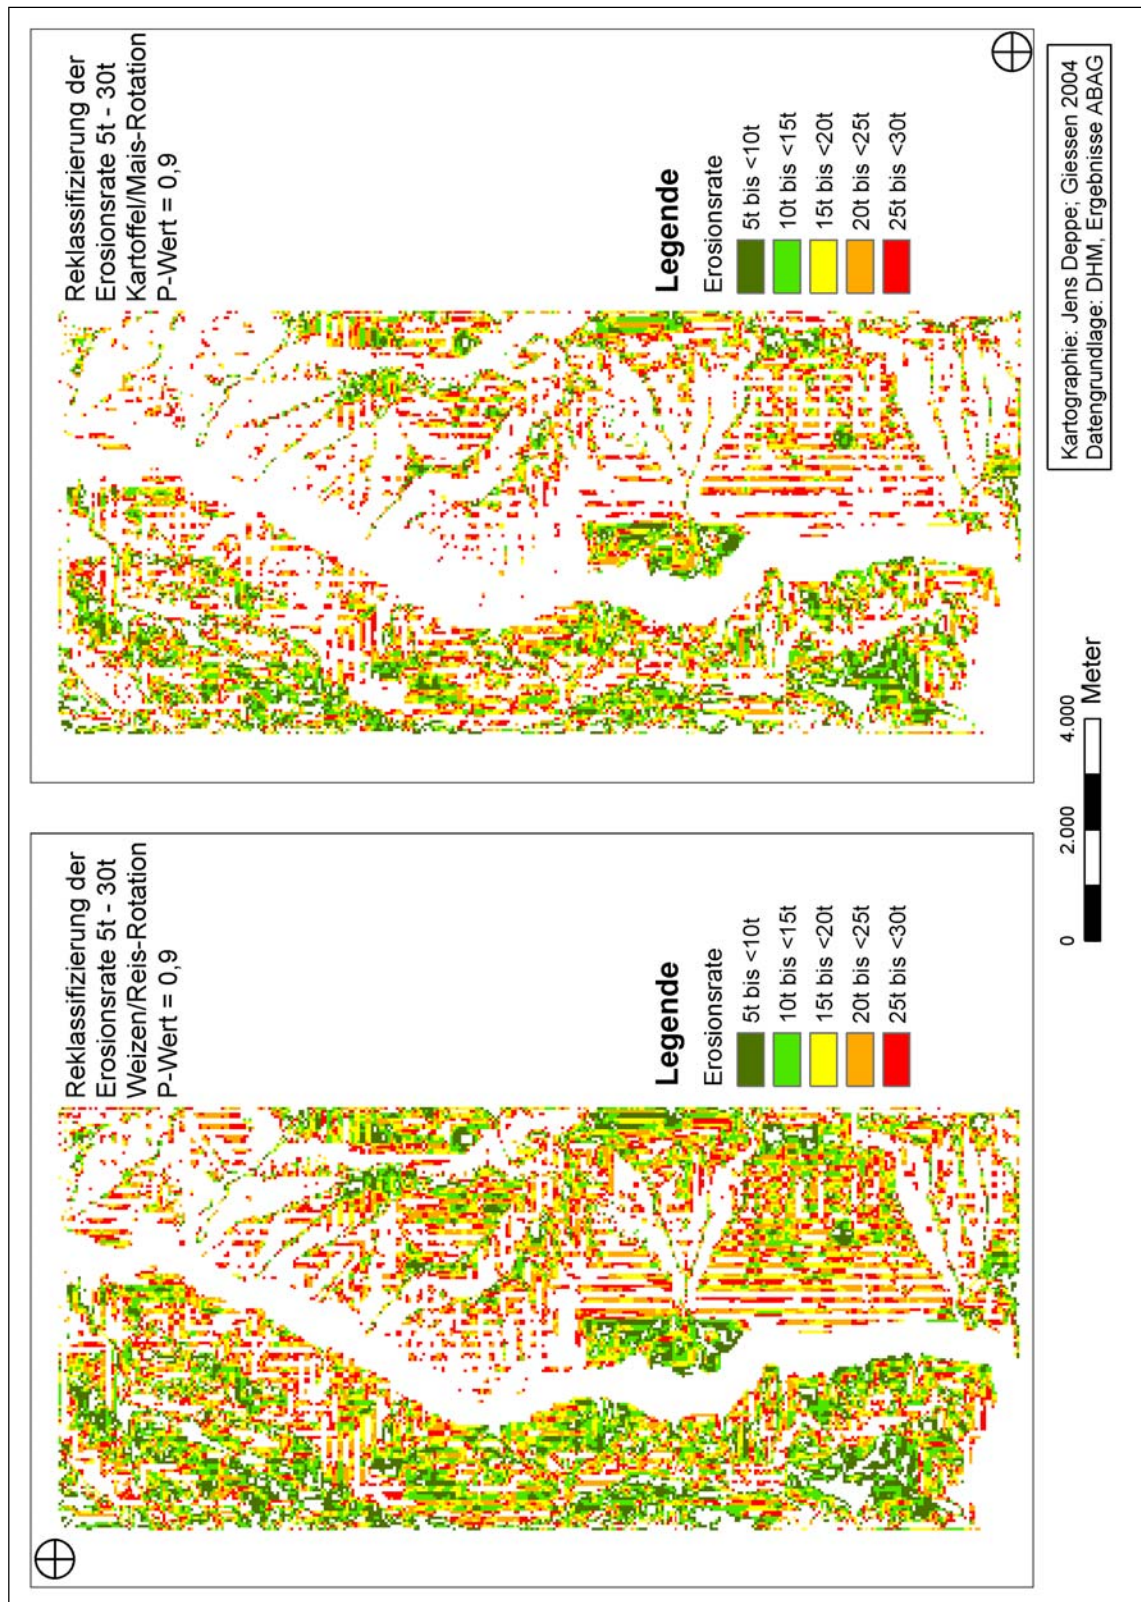 Reklassifizierung der
Erosionsrate 5t - 30t
Weizen/Reis-Rotation
P-Wert = 0,9
Legende
Erosionsrate
5t bis <10t
10t bis <15t
15t bis <20t
20t bis <25t
25t bis <30t
Reklassifizierung der
Erosionsrate 5t - 30t
Kartoffel/Mais-Rotation
P-Wert = 0,9
Legende
Erosionsrate
5t bis <10t
10t bis <15t
15t bis <20t
20t bis <25t
25t bis <30t
0 2.000 4.000
Meter
Kartographie: Jens Deppe; Giessen 2004
Datengrundlage: DHM, Ergebnisse ABAG